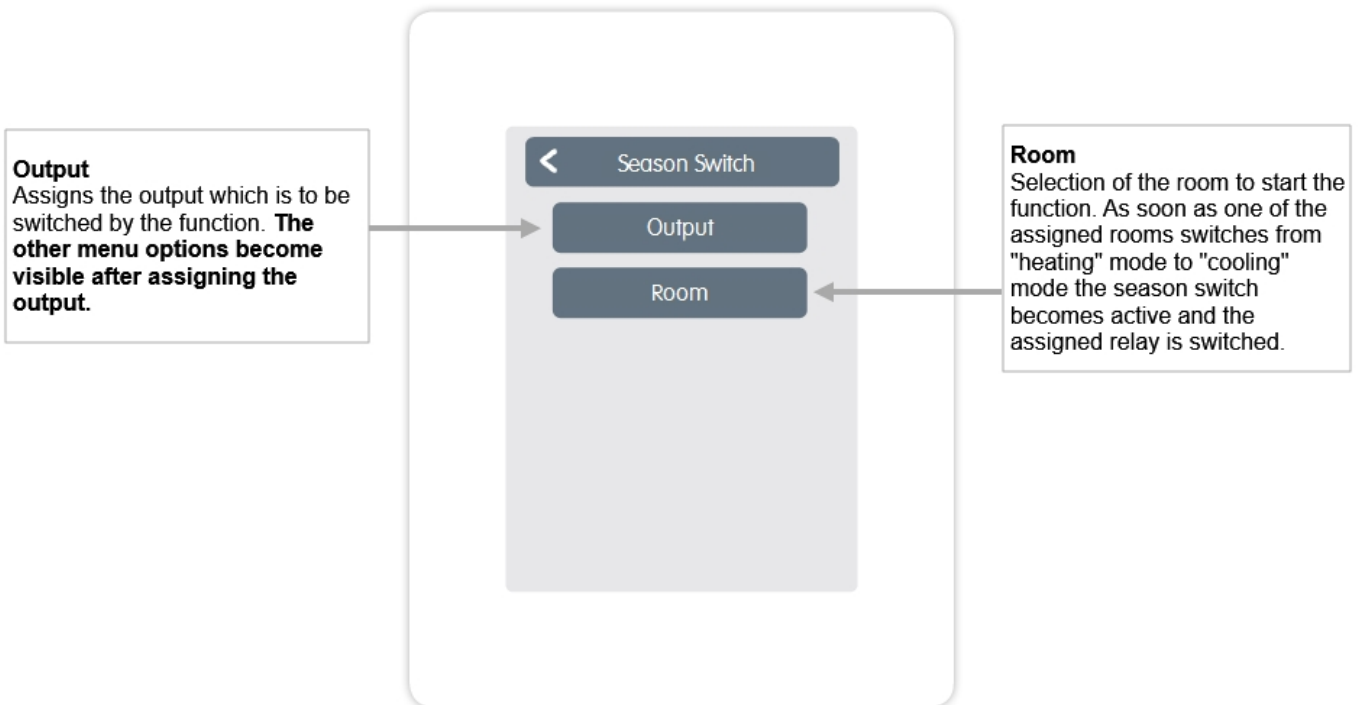 Output
Assigns the output which is to be
switched by the function. The
other menu options become
visible after assigning the
output.
Season Switch
Output
Room
Room
Selection of the room to start the
function. As soon as one of the
assigned rooms switches from
"heating" mode to "cooling"
mode the season switch
becomes active and the
assigned relay is switched.